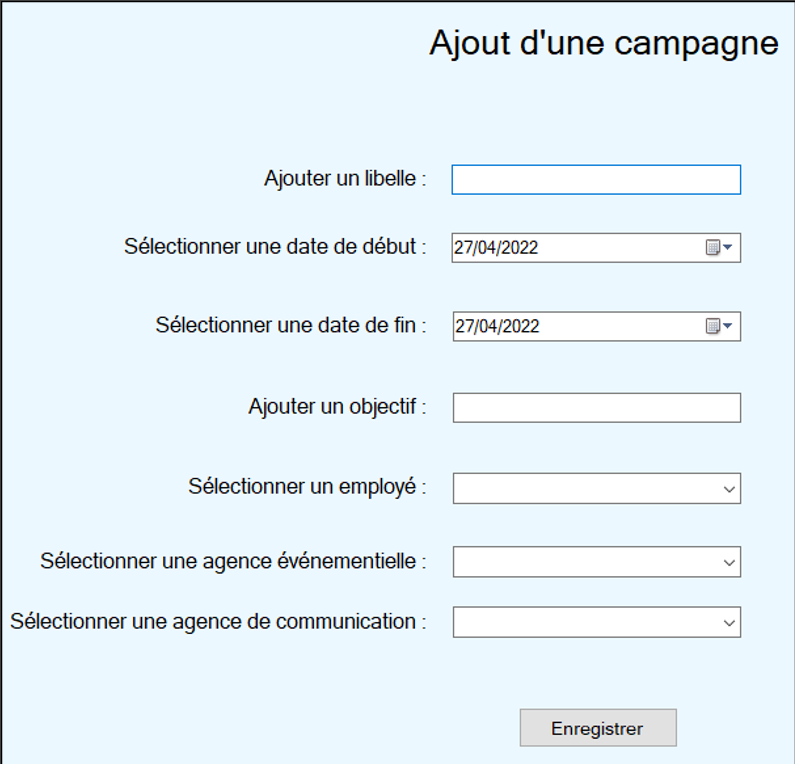 Ajout d'une campagne
Ajouter un libelle :
Sélectionner une date de début : 27/04/2022
Sélectionner une date de fin : 27/04/2022
Ajouter un objectif :
Sélectionner un employé :
Sélectionner une agence événementielle :
Sélectionner une agence de communication :
Enregistrer